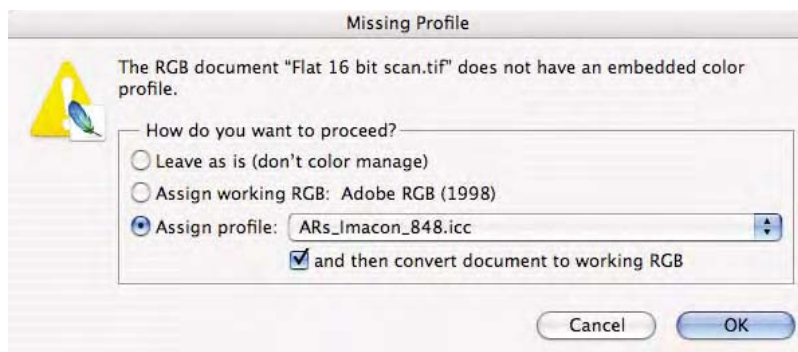 Missing Profile
The RGB document “Flat 16 bit scan.tif” does not have an embedded color
profile.
How do you want to proceed?
Leave as is (don’t color manage)
Assign working RGB: Adobe RGB (1998)
Assign profile: ARs_Imacon_848.icc
and then convert document to working RGB
Cancel OK